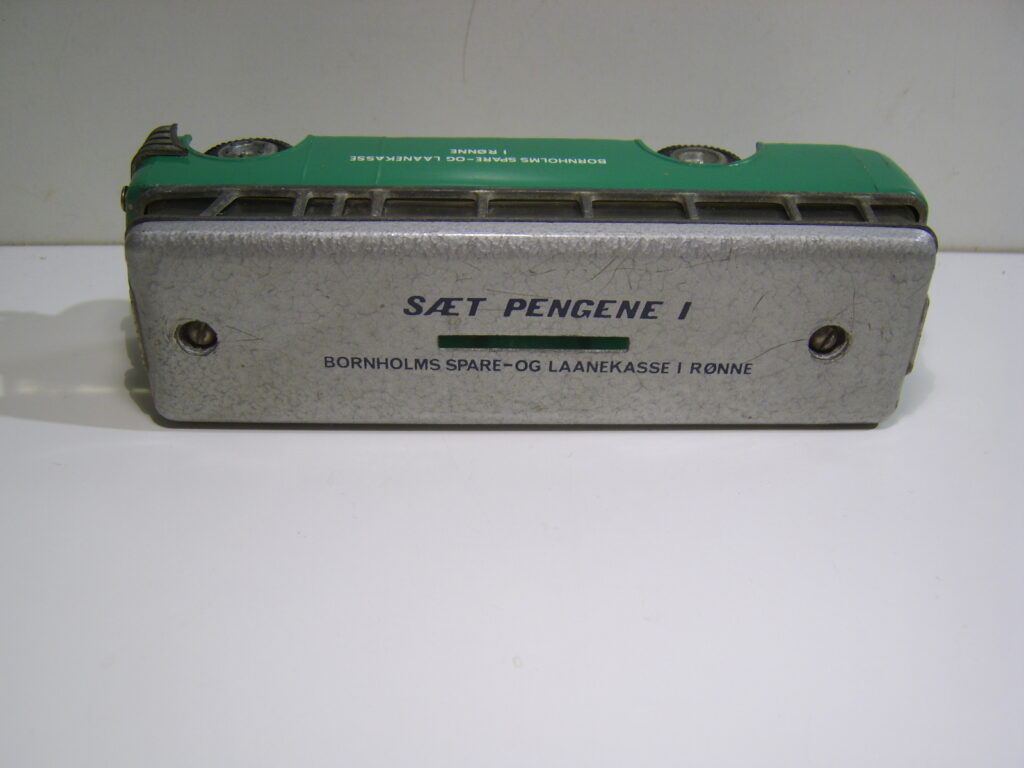 BORNHOLMS SPARE-OG LAANEKASSE
I RØNNE
SÆT PENGENE I
BORNHOLMS SPARE-OG LAANEKASSE I RØNNE